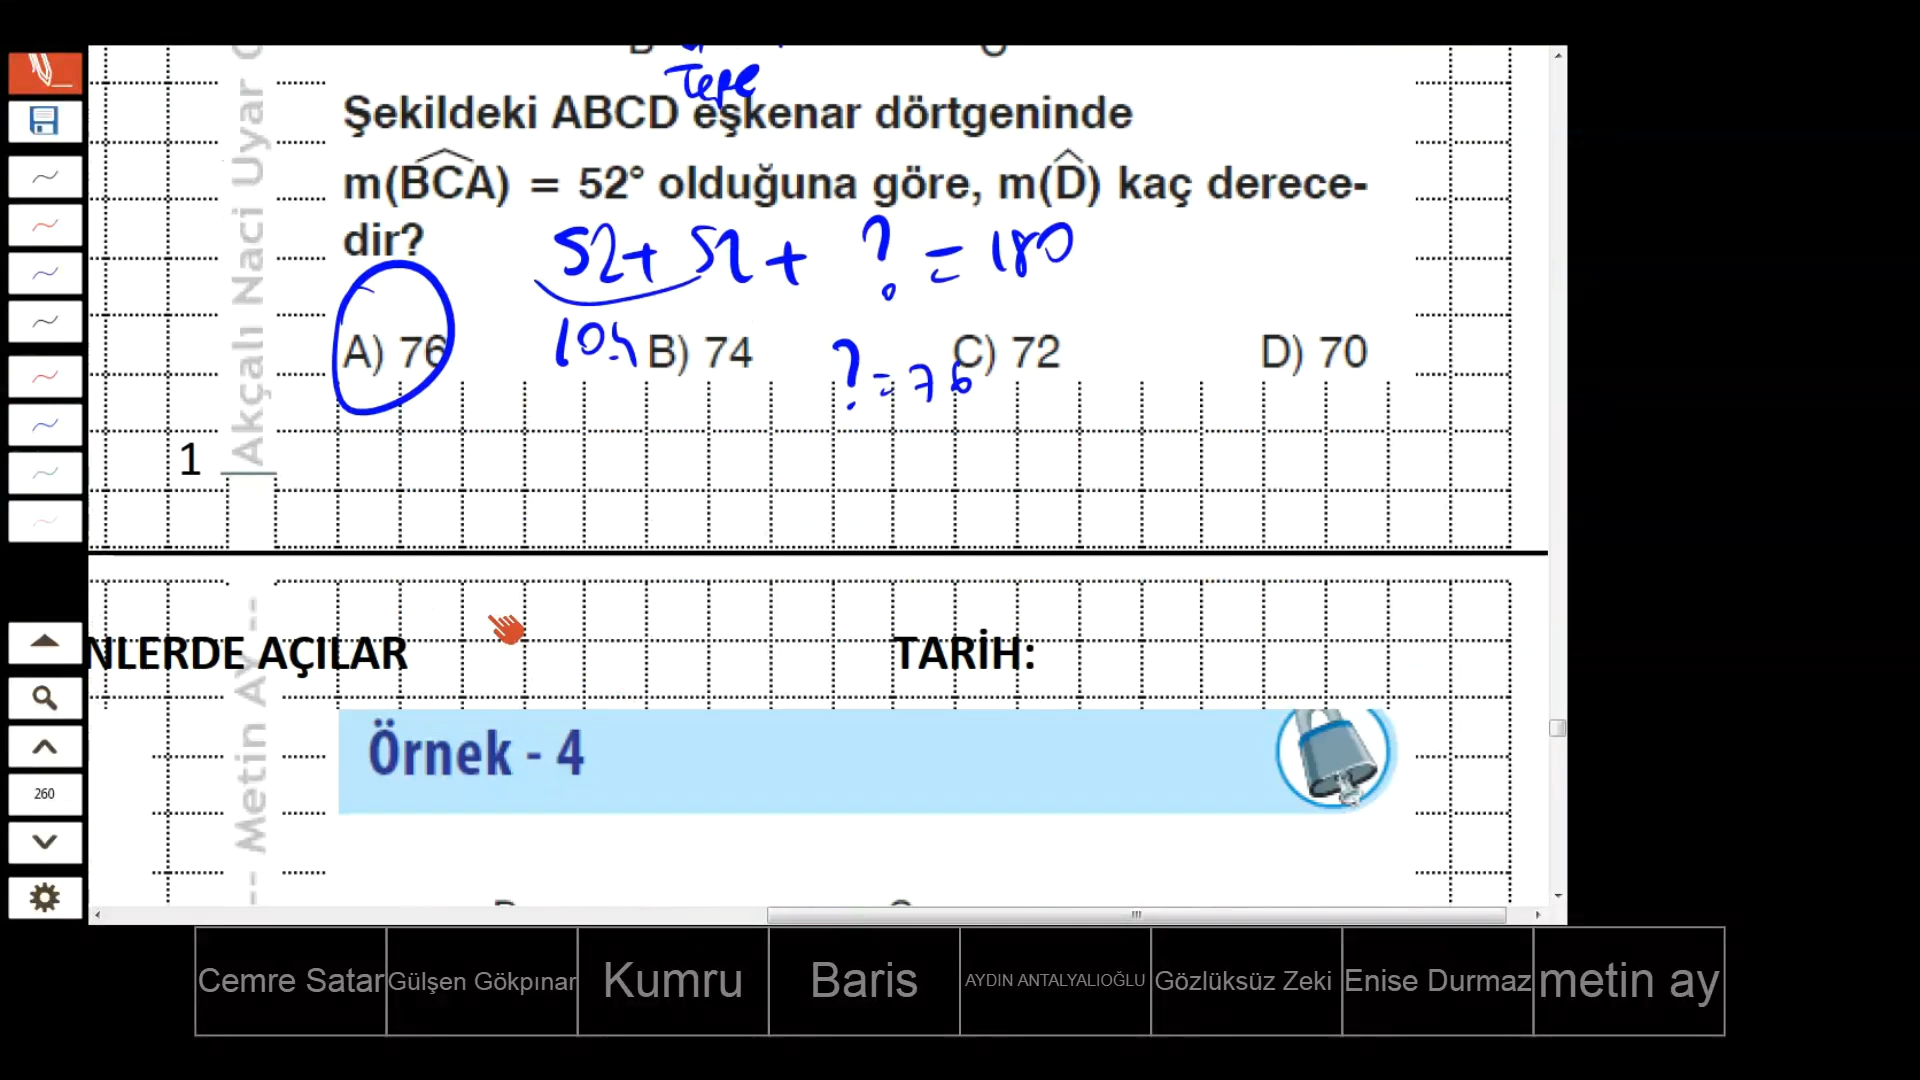 Tepe
Şekildeki ABCD eşkenar dörtgeninde
m(BCA) = 52° olduğuna göre, m(D) kaç derece-
dir?
52+ 52 + ? = 180
104
A) 76 B) 74 C) 72 D) 70
? = 76
1
Akçalı Naci Uyar
NLERDE AÇILAR TARİH:
-- Metin AY --
Örnek - 4
260
Cemre Satar
Gülşen Gökpınar
Kumru
Baris
AYDIN ANTALYALIOĞLU
Gözlüksüz Zeki
Enise Durmaz
metin ay